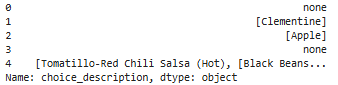 0 none
1 [Clementine]
2 [Apple]
3 none
4 [Tomatillo-Red Chili Salsa (Hot), [Black Beans...
Name: choice_description, dtype: object